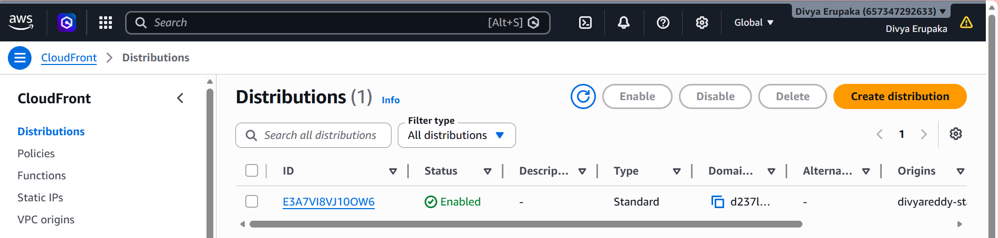 aws
Search [Alt+S]
Global
Divya Erupaka (657347292633)
Divya Erupaka
CloudFront Distributions
CloudFront
Distributions
Policies
Functions
Static IPs
VPC origins
Distributions (1) Info
Enable Disable Delete Create distribution
Filter type
Search all distributions All distributions
1
ID Status Descrip... Type Domai... Alterna... Origins
E3A7VI8VJ10OW6 Enabled - Standard d237l... - divyareddy-sta